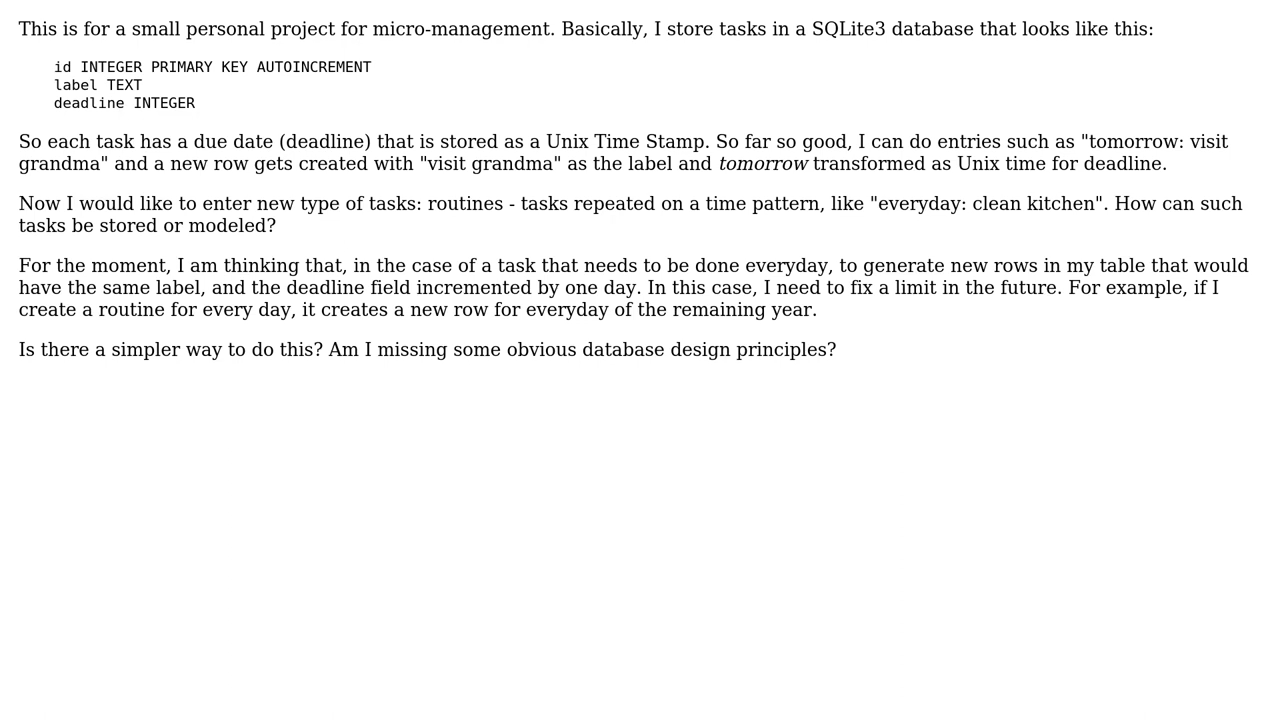 This is for a small personal project for micro-management. Basically, I store tasks in a SQLite3 database that looks like this:
id INTEGER PRIMARY KEY AUTOINCREMENT
label TEXT
deadline INTEGER
So each task has a due date (deadline) that is stored as a Unix Time Stamp. So far so good, I can do entries such as "tomorrow: visit
grandma" and a new row gets created with "visit grandma" as the label and tomorrow transformed as Unix time for deadline.
Now I would like to enter new type of tasks: routines - tasks repeated on a time pattern, like "everyday: clean kitchen". How can such
tasks be stored or modeled?
For the moment, I am thinking that, in the case of a task that needs to be done everyday, to generate new rows in my table that would
have the same label, and the deadline field incremented by one day. In this case, I need to fix a limit in the future. For example, if I
create a routine for every day, it creates a new row for everyday of the remaining year.
Is there a simpler way to do this? Am I missing some obvious database design principles?